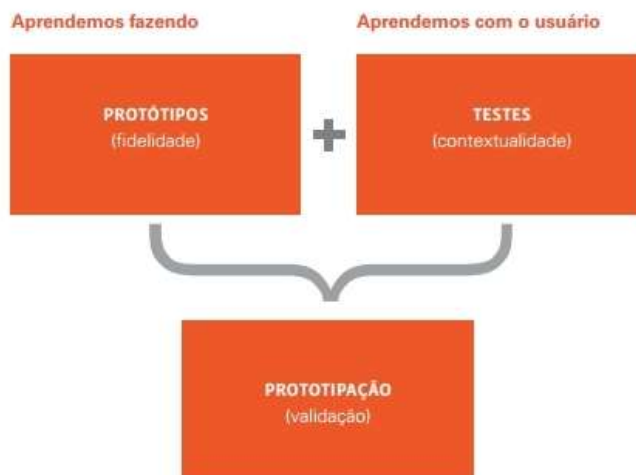 Aprendemos fazendo
Aprendemos com o usuário
PROTÓTIPOS
(fidelidade)
+
TESTES
(contextualidade)
PROTOTIPAÇÃO
(validação)